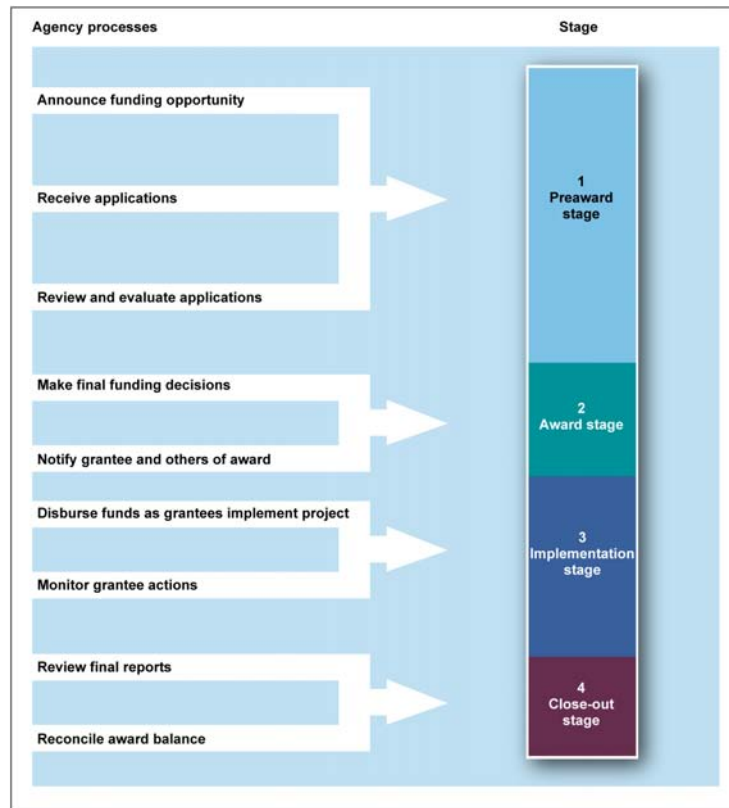 Agency processes
Stage
Announce funding opportunity
Receive applications
Review and evaluate applications
1
Preaward
stage
Make final funding decisions
Notify grantee and others of award
2
Award stage
Disburse funds as grantees implement project
Monitor grantee actions
3
Implementation
stage
Review final reports
Reconcile award balance
4
Close-out
stage